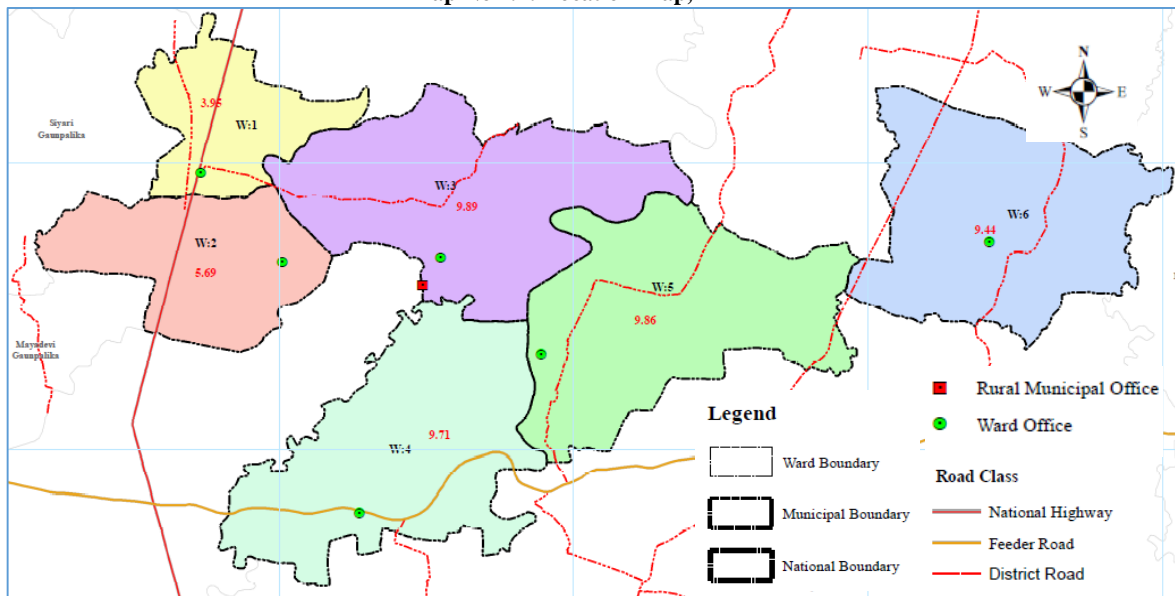 N
W E
S
3.95
W:1
Siyari
Gaunpalika
W:3
9.89
W:2
5.69
W:6
9.44
W:5
9.86
Mayadevi
Gaunpalika
9.71
W:4
Rural Municipal Office
Ward Office
Legend
Ward Boundary
Municipal Boundary
National Boundary
Road Class
National Highway
Feeder Road
District Road